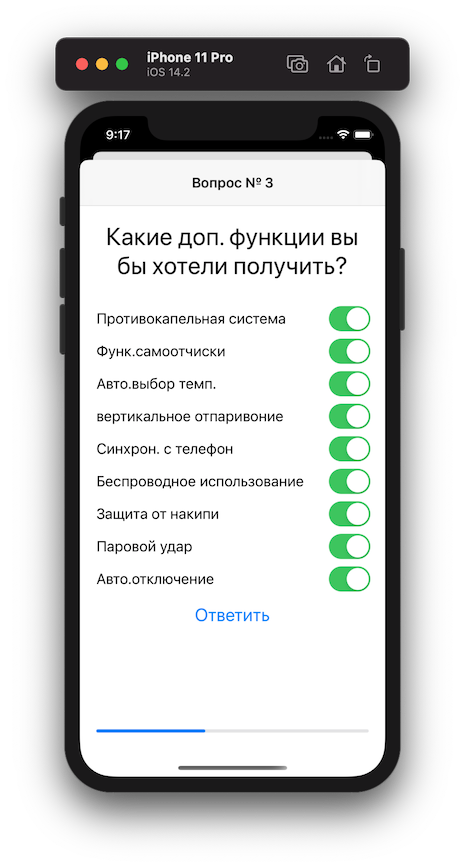 iPhone 11 Pro
iOS 14.2
9:17
Вопрос № 3
Какие доп. функции вы
бы хотели получить?
Противокапельная система
Функ.самоотчиски
Авто.выбор темп.
вертикальное отпаривоние
Синхрон. с телефон
Беспроводное использование
Защита от накипи
Паровой удар
Авто.отключение
Ответить